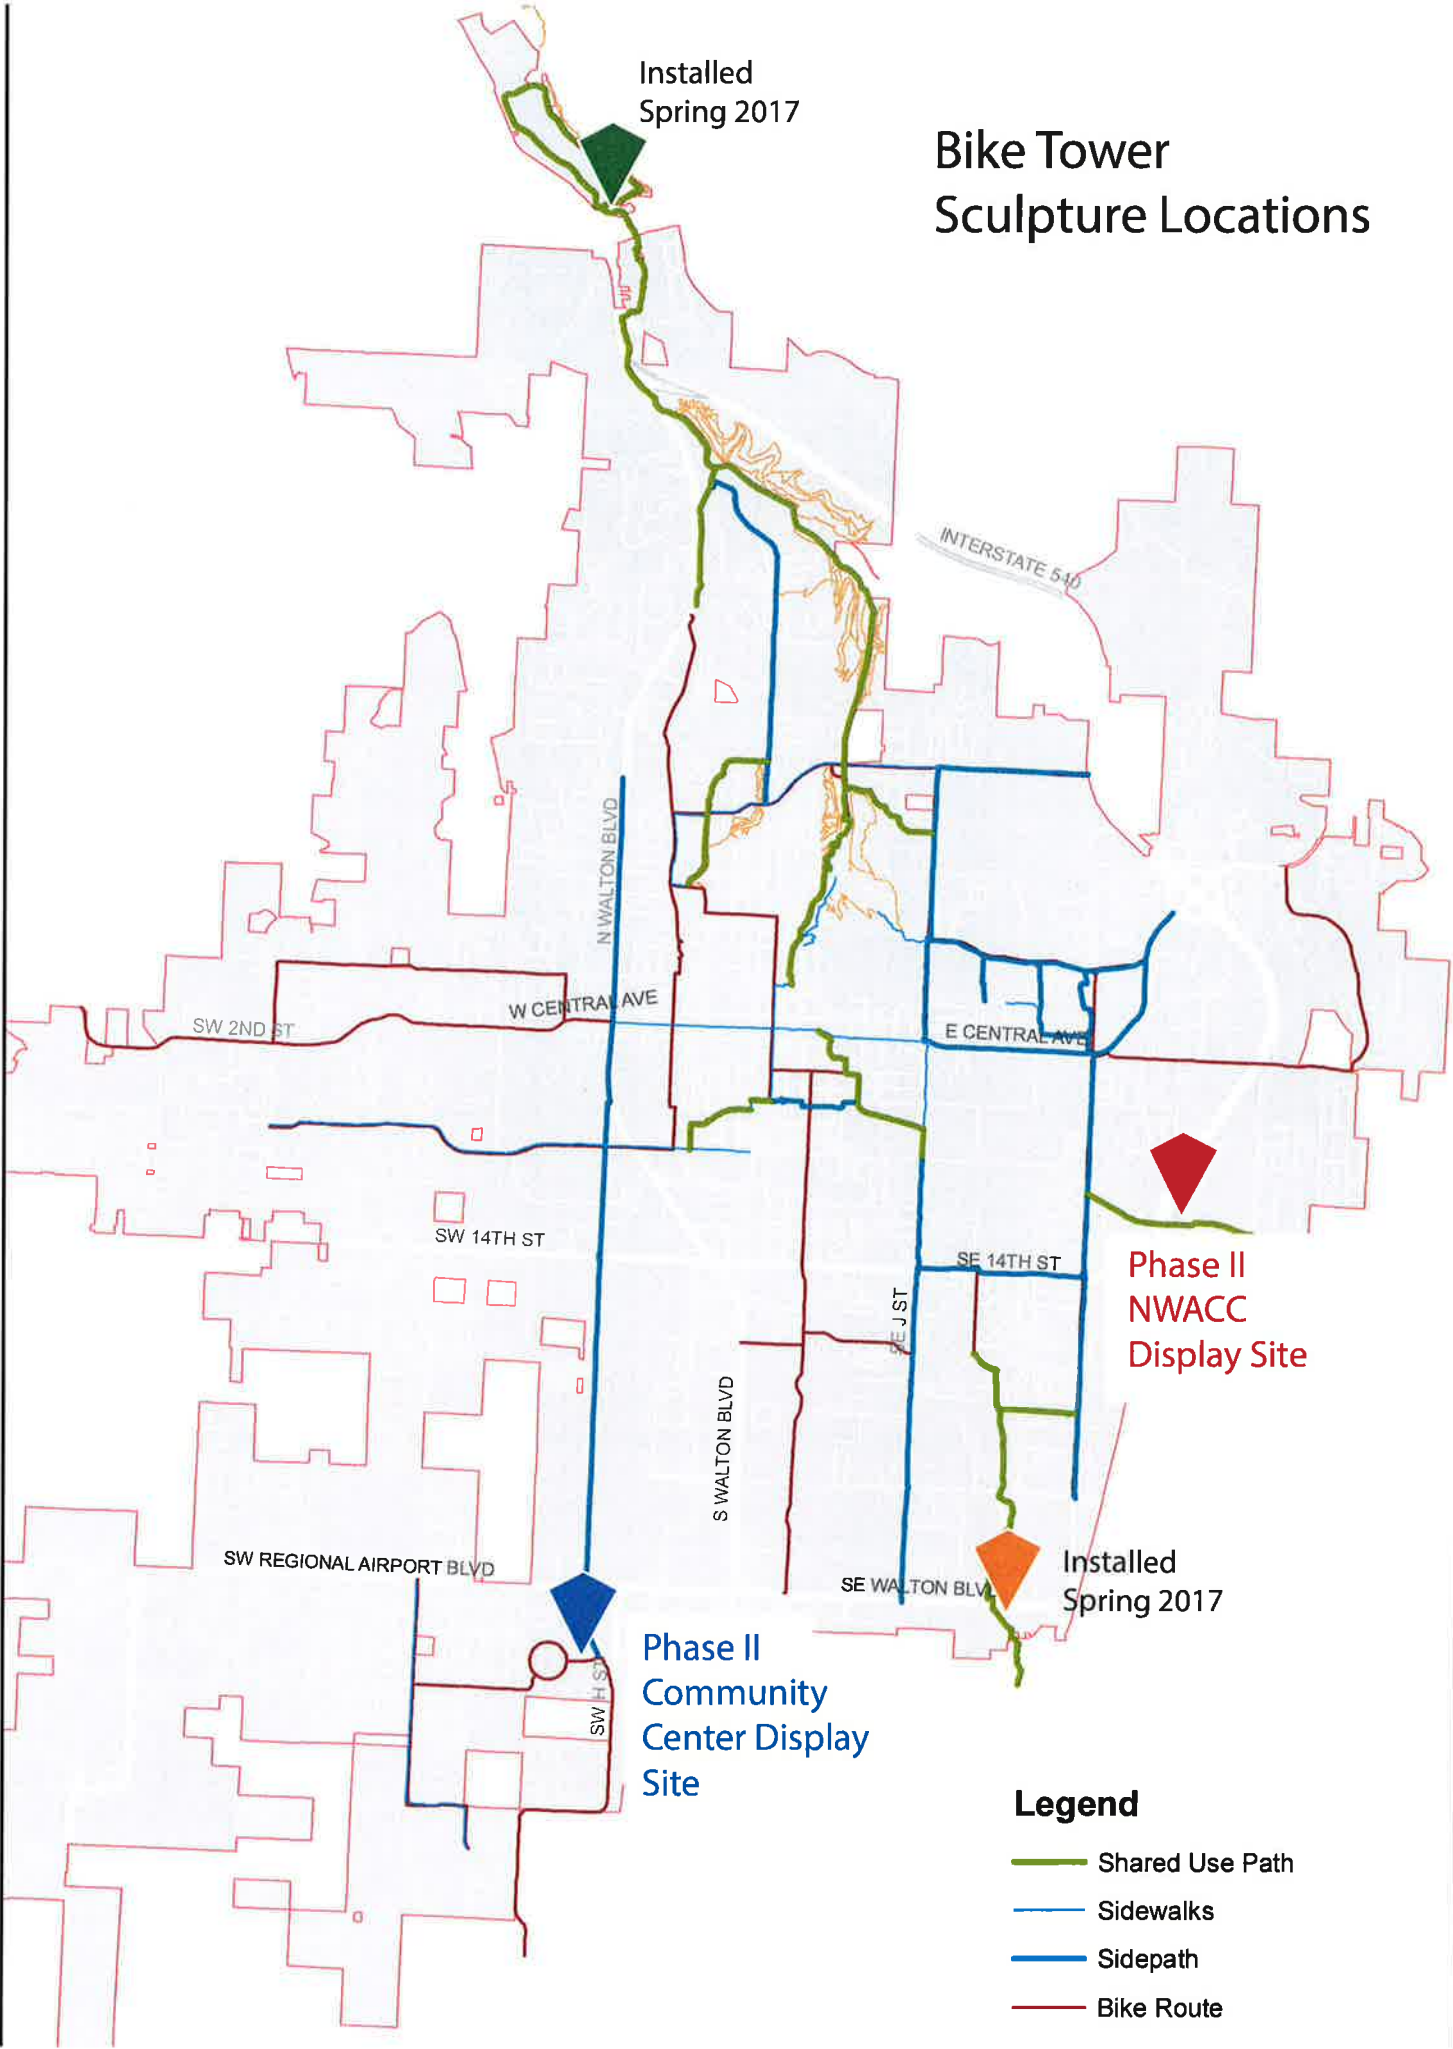 Installed
Spring 2017
Bike Tower
Sculpture Locations
INTERSTATE 540
N WALTON BLVD
W CENTRAL AVE
SW 2ND ST
E CENTRAL AVE
SW 14TH ST
SE 14TH ST
Phase II
NWACC
Display Site
SE J ST
S WALTON BLVD
SW REGIONAL AIRPORT BLVD
SE WALTON BLVD
Installed
Spring 2017
Phase II
Community
Center Display
Site
SW H ST
Legend
Shared Use Path
Sidewalks
Sidepath
Bike Route